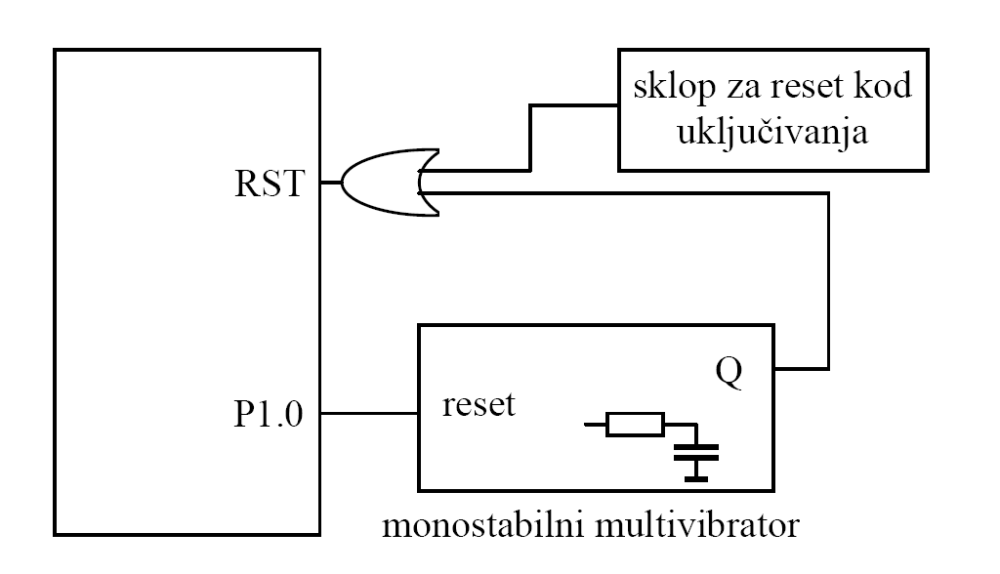 sklop za reset kod
uključivanja
RST
Q
reset
P1.0
monostabilni multivibrator